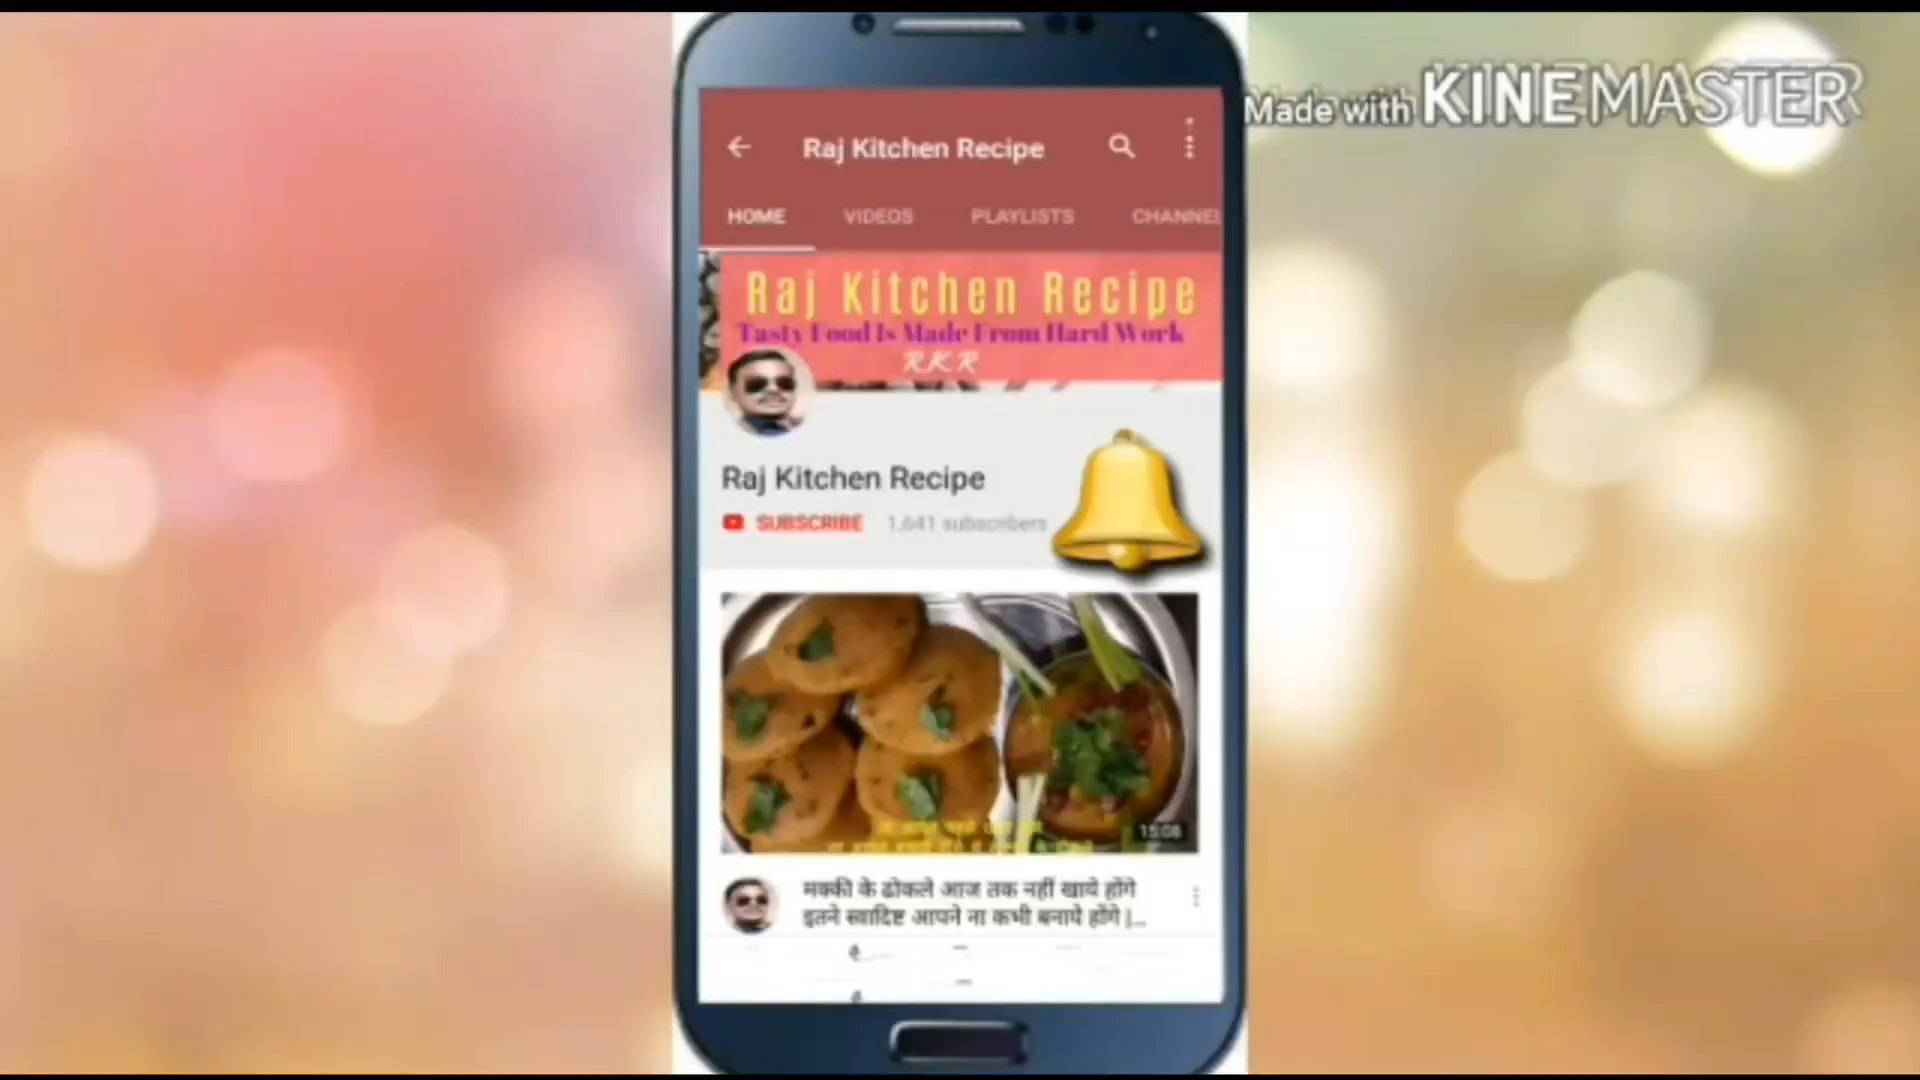 Made with KINEMASTER
Raj Kitchen Recipe
HOME VIDEOS PLAYLISTS CHANNEL
Raj Kitchen Recipe
Tasty Food Is Made From Hard Work
RKR
Raj Kitchen Recipe
SUBSCRIBE 1,641 subscribers
15:08
मक्की के ढोकले आज तक नहीं खाये होंगे
इतने स्वादिष्ट आपने ना कभी बनाये होंगे |...